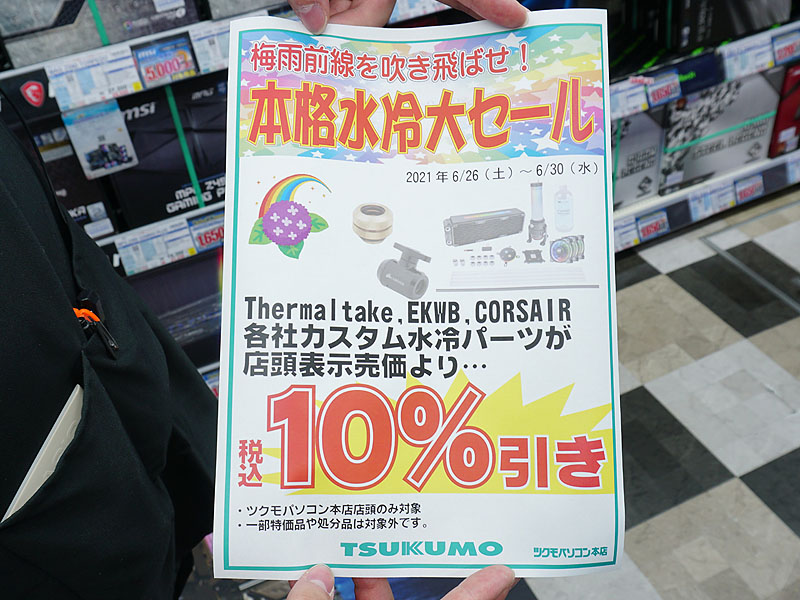 梅雨前線を吹き飛ばせ！
本格水冷大セール
2021年 6/26（土）～6/30（水）
Thermaltake,EKWB,CORSAIR
各社カスタム水冷パーツが
店頭表示売価より…
税込 10%引き
・ツクモパソコン本店店頭のみ対象
・一部特価品や処分品は対象外です。
TSUKUMO ツクモパソコン本店
msi
5,000